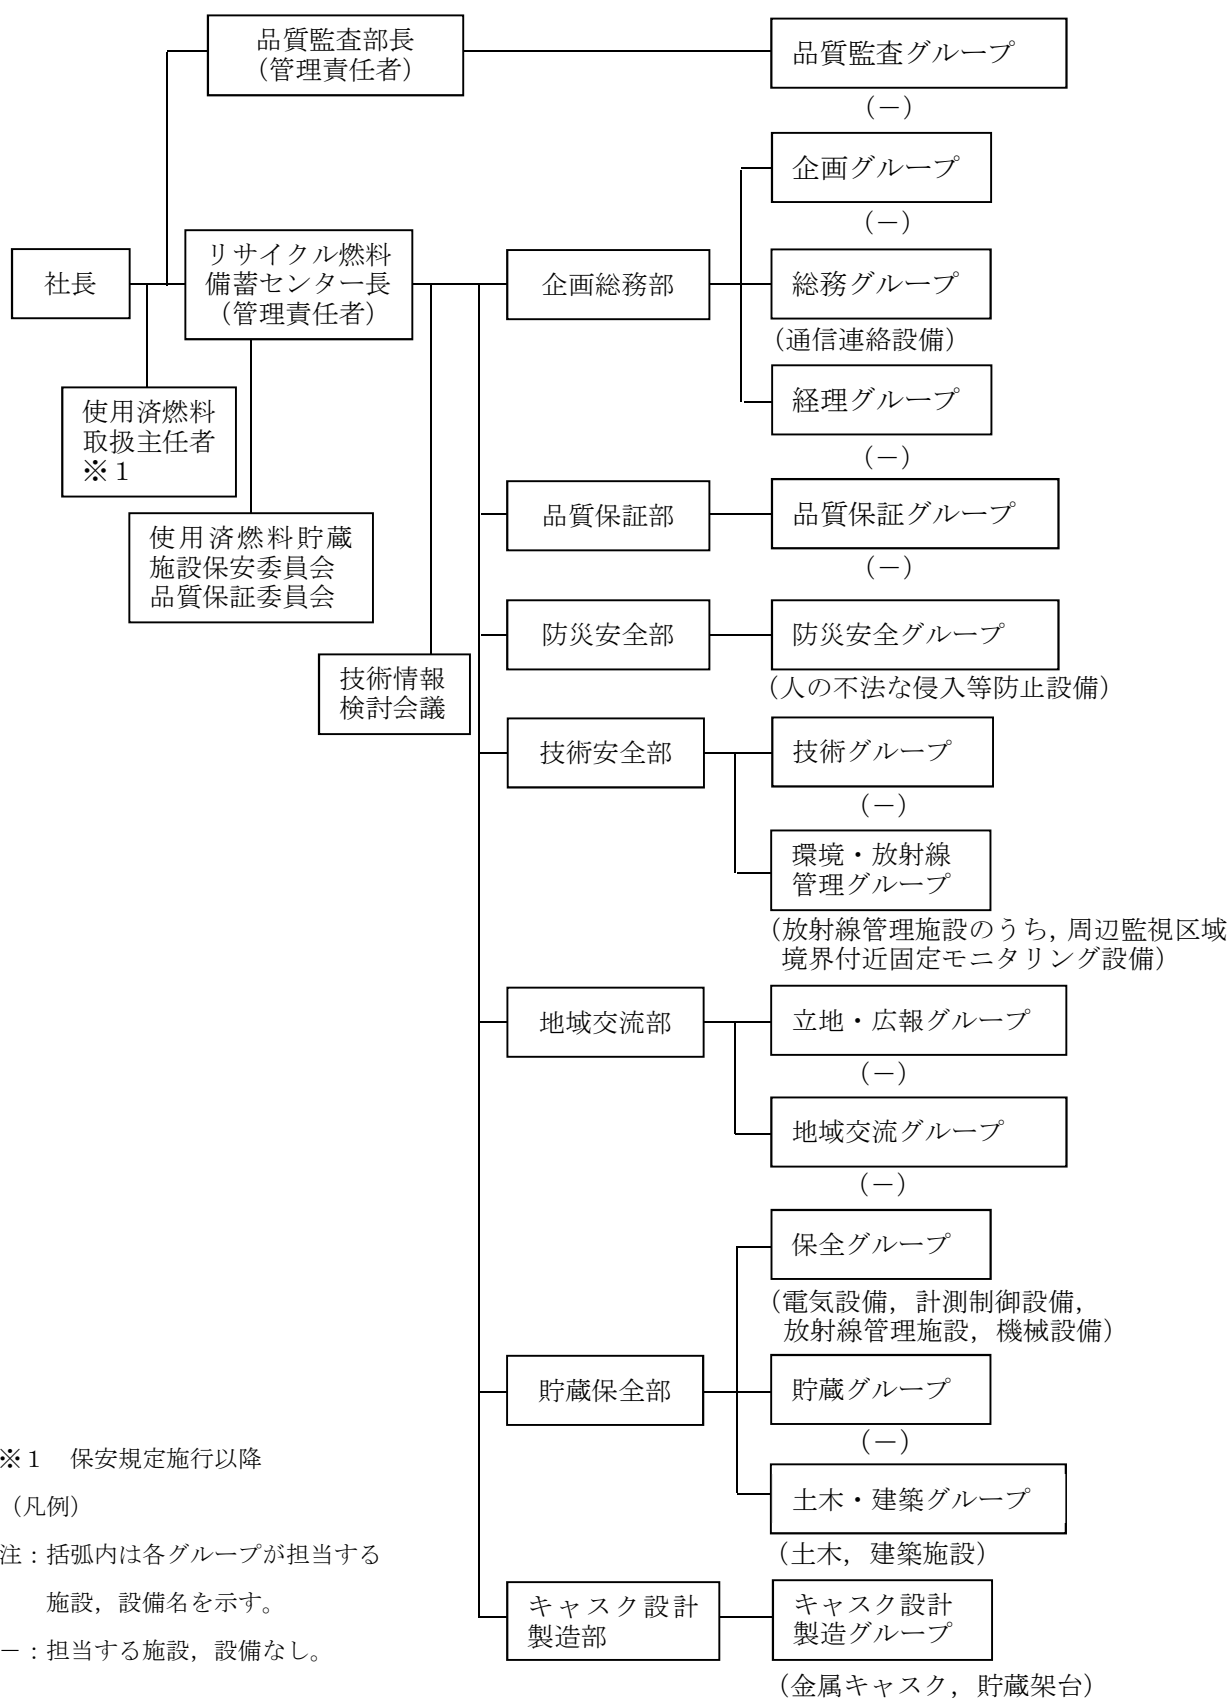 品質監査部長
（管理責任者）
品質監査グループ
（－）
企画グループ
（－）
社長
リサイクル燃料
備蓄センター長
（管理責任者）
企画総務部
総務グループ
（通信連絡設備）
経理グループ
（－）
使用済燃料
取扱主任者
※１
使用済燃料貯蔵
施設保安委員会
品質保証委員会
技術情報
検討会議
品質保証部
品質保証グループ
（－）
防災安全部
防災安全グループ
（人の不法な侵入等防止設備）
技術安全部
技術グループ
（－）
環境・放射線
管理グループ
（放射線管理施設のうち，周辺監視区域
境界付近固定モニタリング設備）
地域交流部
立地・広報グループ
（－）
地域交流グループ
（－）
保全グループ
（電気設備，計測制御設備，
放射線管理施設，機械設備）
貯蔵保全部
貯蔵グループ
（－）
土木・建築グループ
（土木，建築施設）
キャスク設計
製造部
キャスク設計
製造グループ
（金属キャスク，貯蔵架台）
※１　保安規定施行以降
（凡例）
注：括弧内は各グループが担当する
施設，設備名を示す。
－：担当する施設，設備なし。